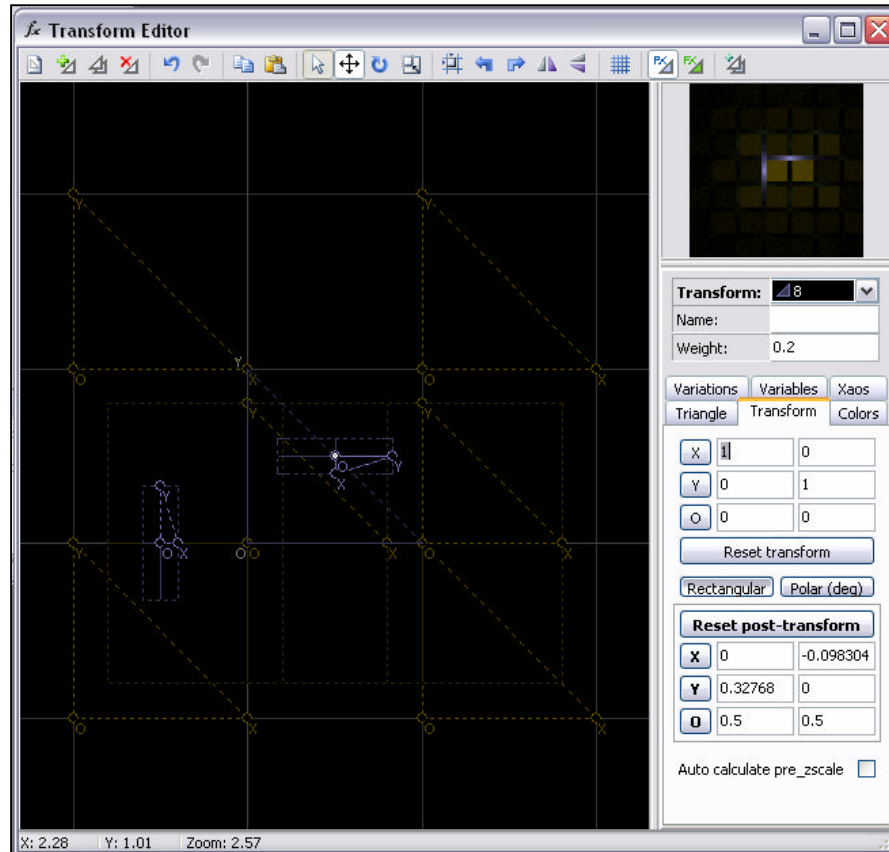 Transform Editor
Y
Y
O
X
O
X
Y
X
Y
Y
O
X
Y
Y
O
X
Y
O
O
X
X
O
X
O
X
Transform: 8
Name:
Weight: 0.2
Variations Variables Xaos
Triangle Transform Colors
X 1 0
Y 0 1
O 0 0
Reset transform
Rectangular Polar (deg)
Reset post-transform
X 0 -0.098304
Y 0.32768 0
O 0.5 0.5
Auto calculate pre_zscale
X: 2.28 Y: 1.01 Zoom: 2.57